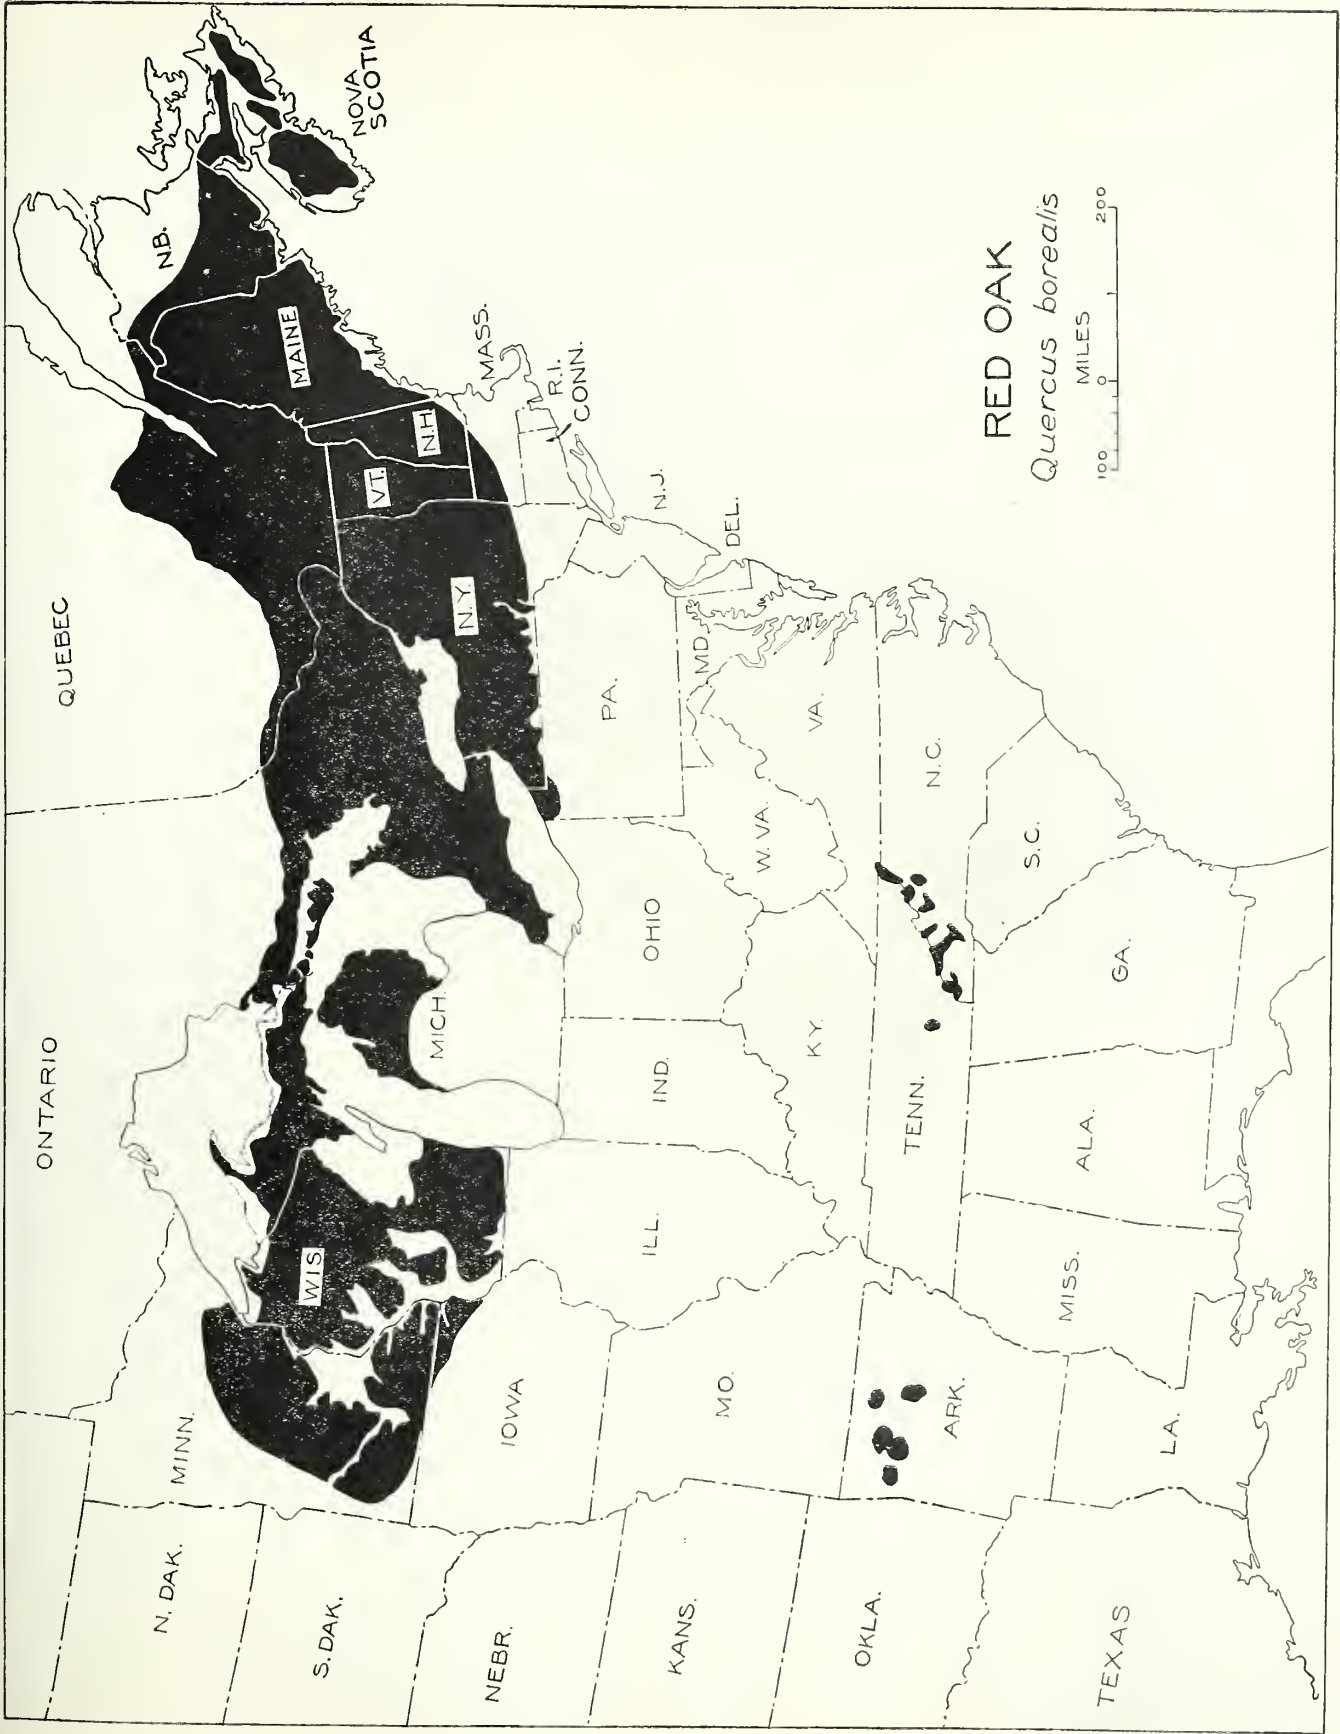 RED OAK
Quercus borealis
MILES
100 0 200
QUEBEC
ONTARIO
NOVA
SCOTIA
N.B.
MAINE
N.H.
VT.
MASS.
R.I.
CONN.
N.Y.
N.J.
DEL.
PA.
MD.
W. VA.
VA.
N.C.
S.C.
GA.
OHIO
MICH.
IND.
KY.
TENN.
ALA.
ILL.
WIS.
MISS.
MINN.
IOWA
MO.
ARK.
LA.
N. DAK.
S. DAK.
NEBR.
KANS.
OKLA.
TEXAS